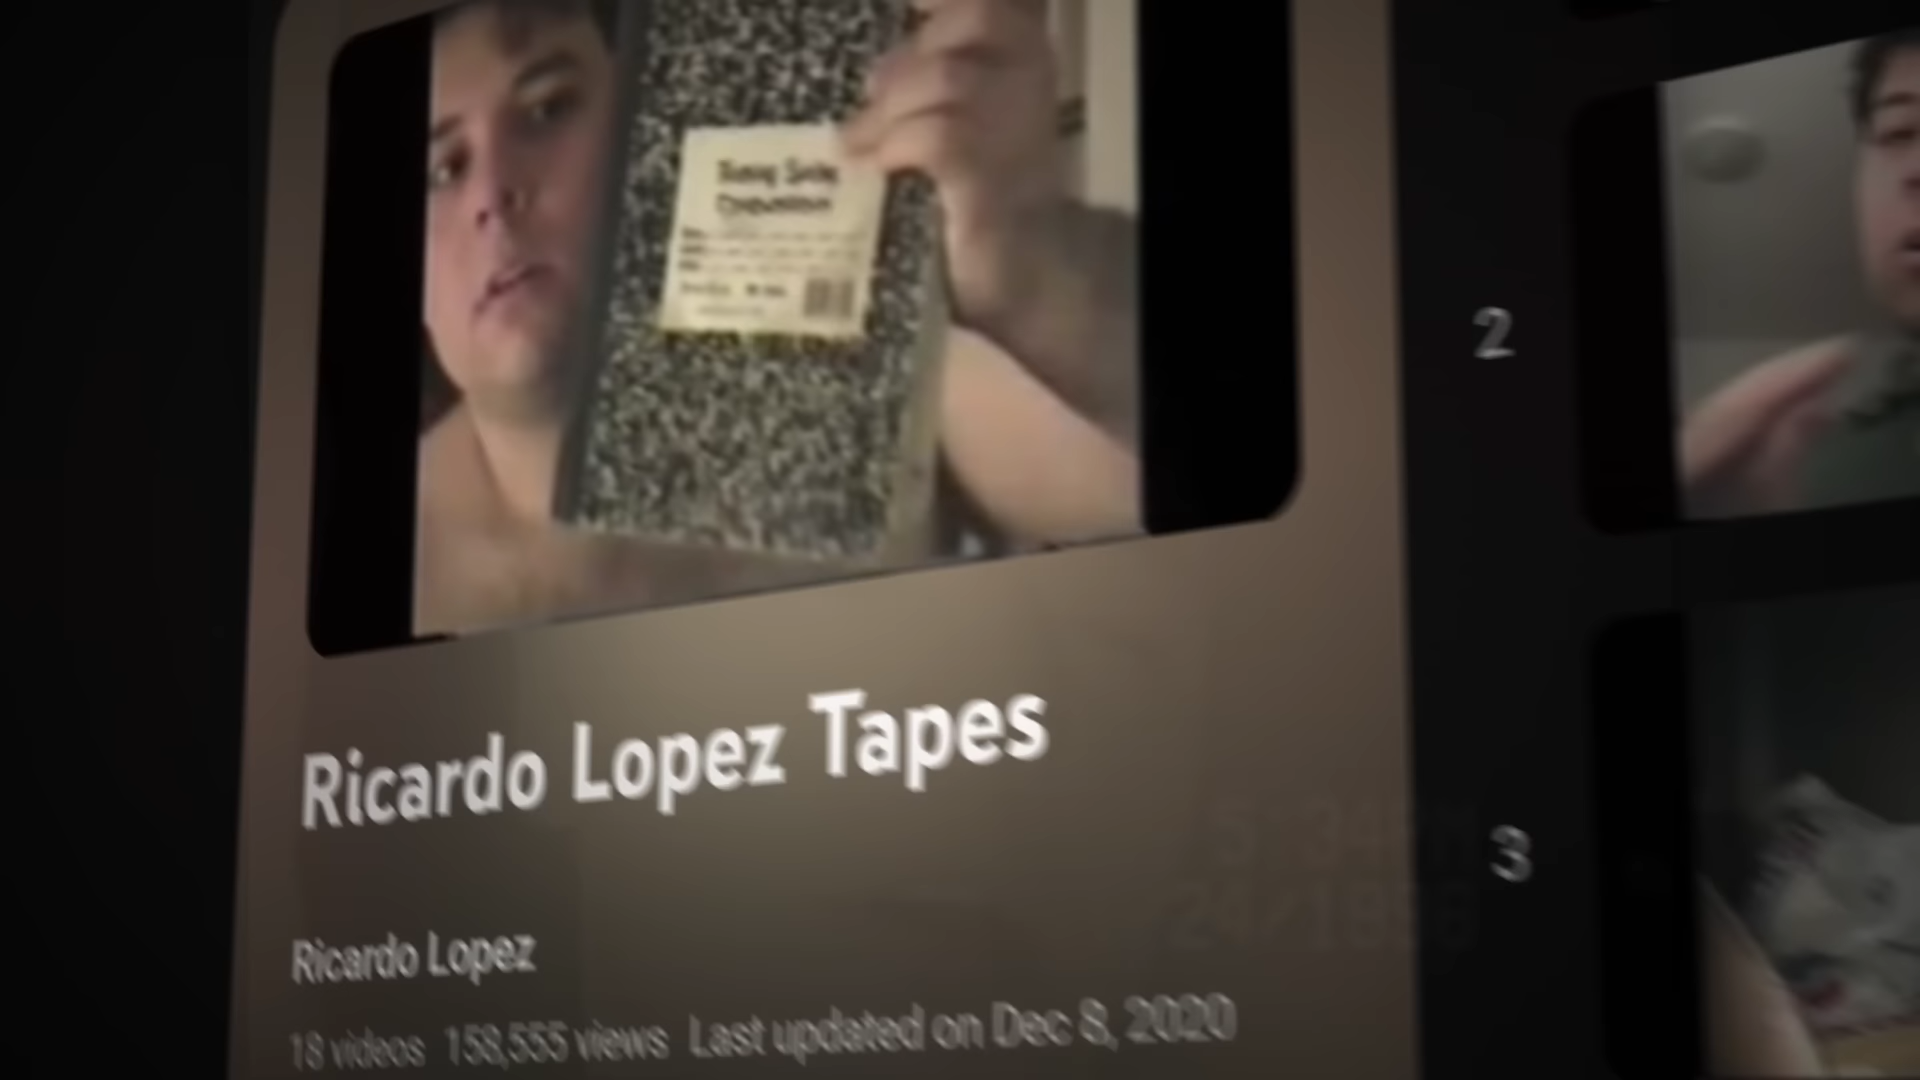 2
Ricardo Lopez Tapes
3
Ricardo Lopez
18 videos 158,555 views Last updated on Dec 8, 2020